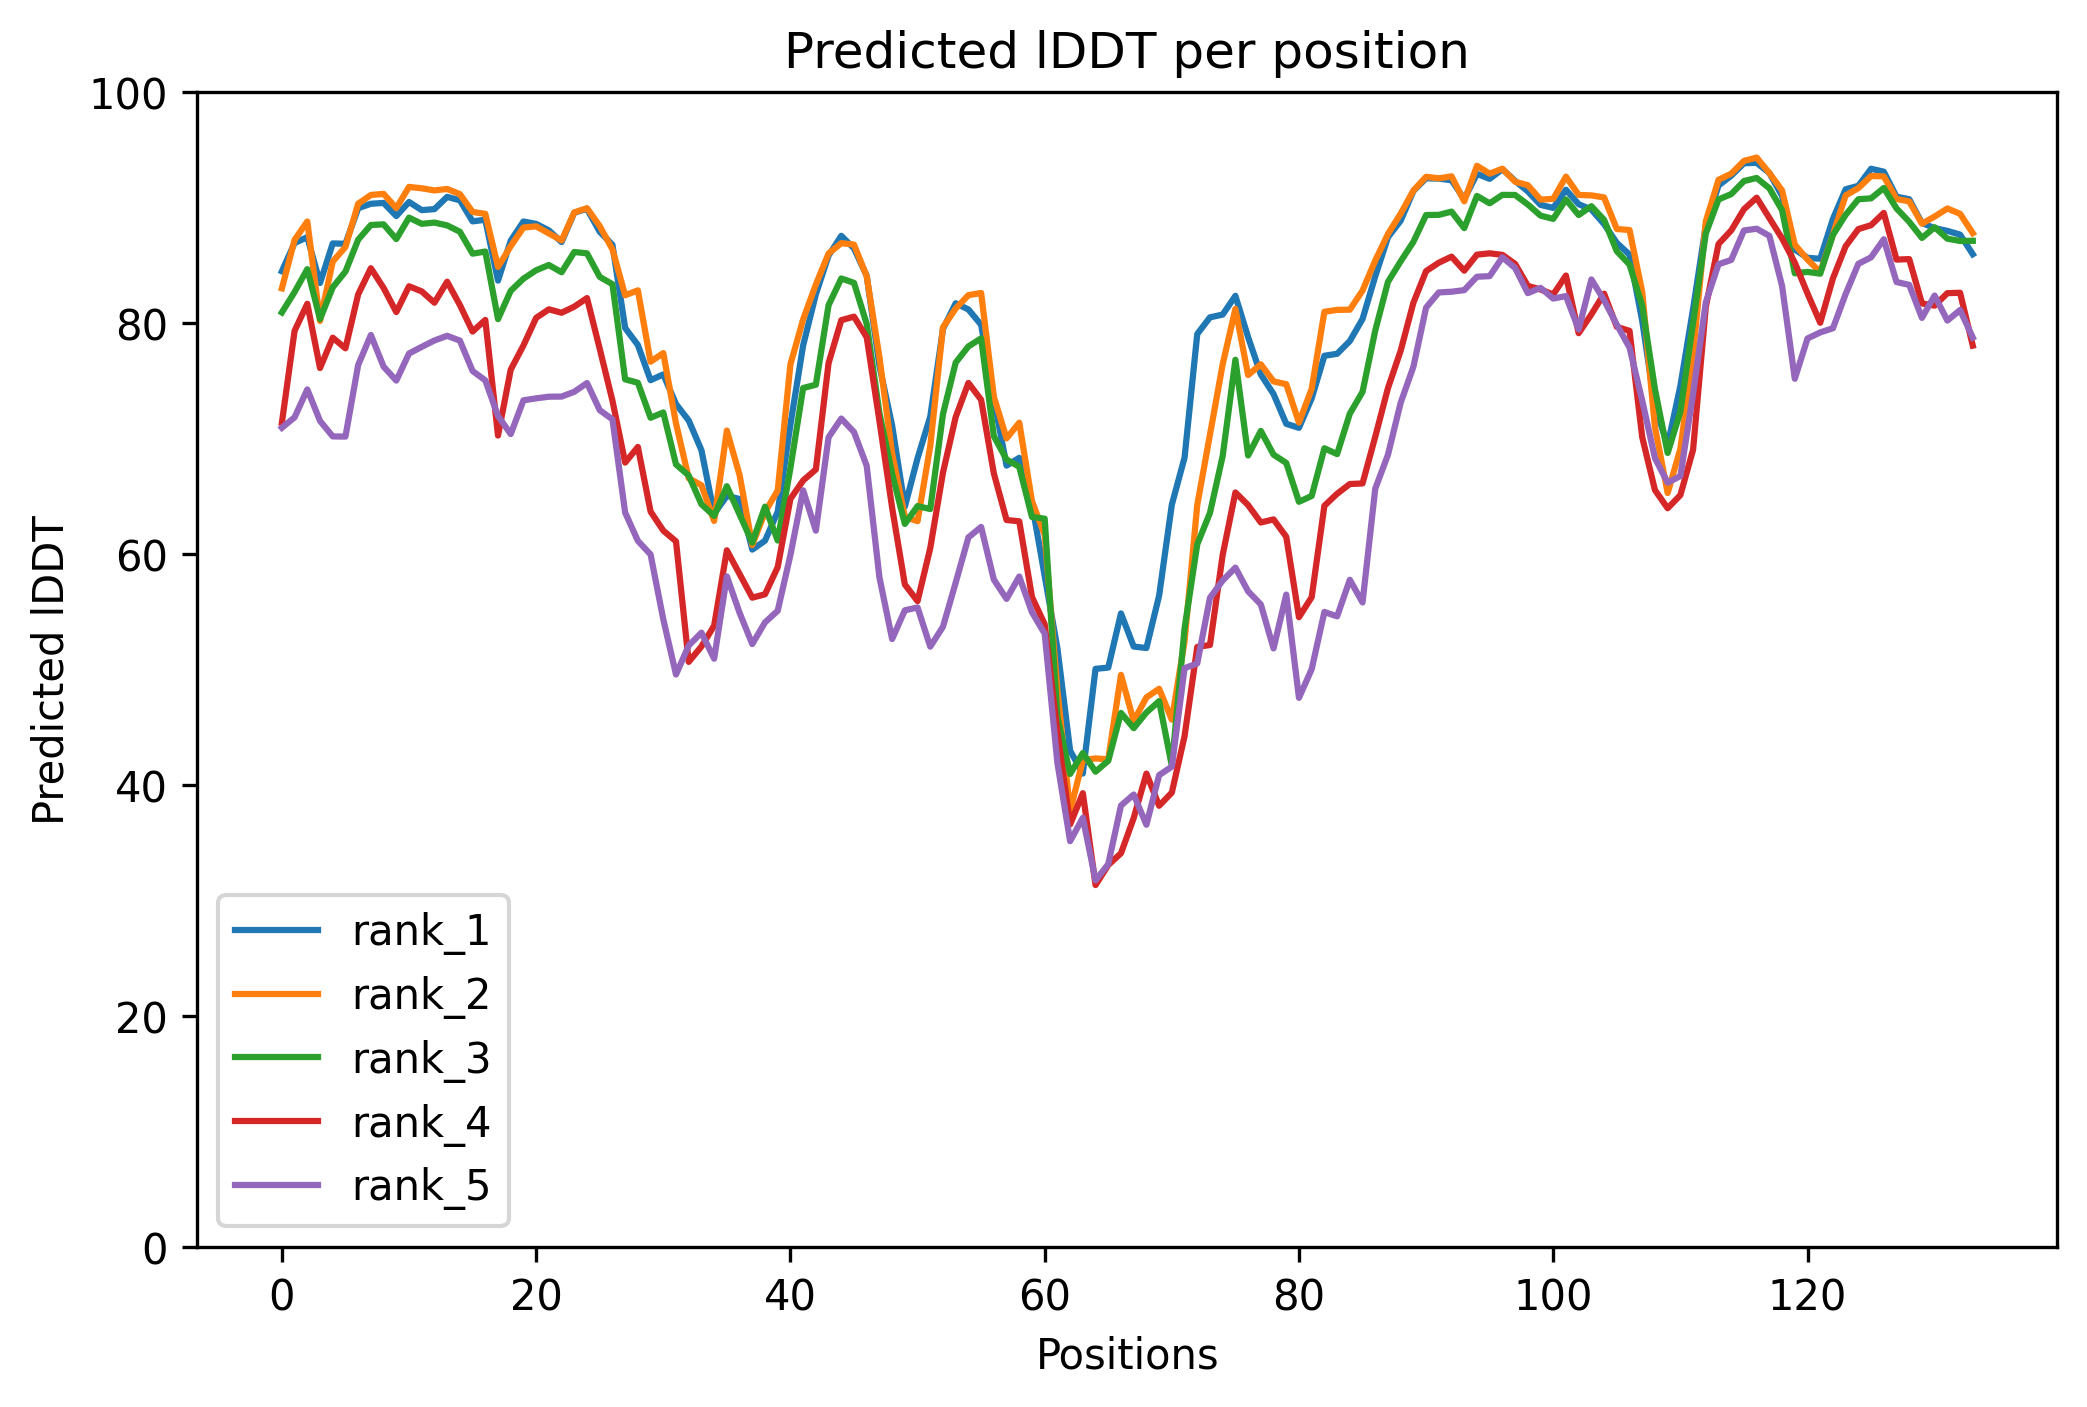 Predicted lDDT per position
100
80
60
40
20
0
Predicted lDDT
rank_1
rank_2
rank_3
rank_4
rank_5
0 20 40 60 80 100 120
Positions